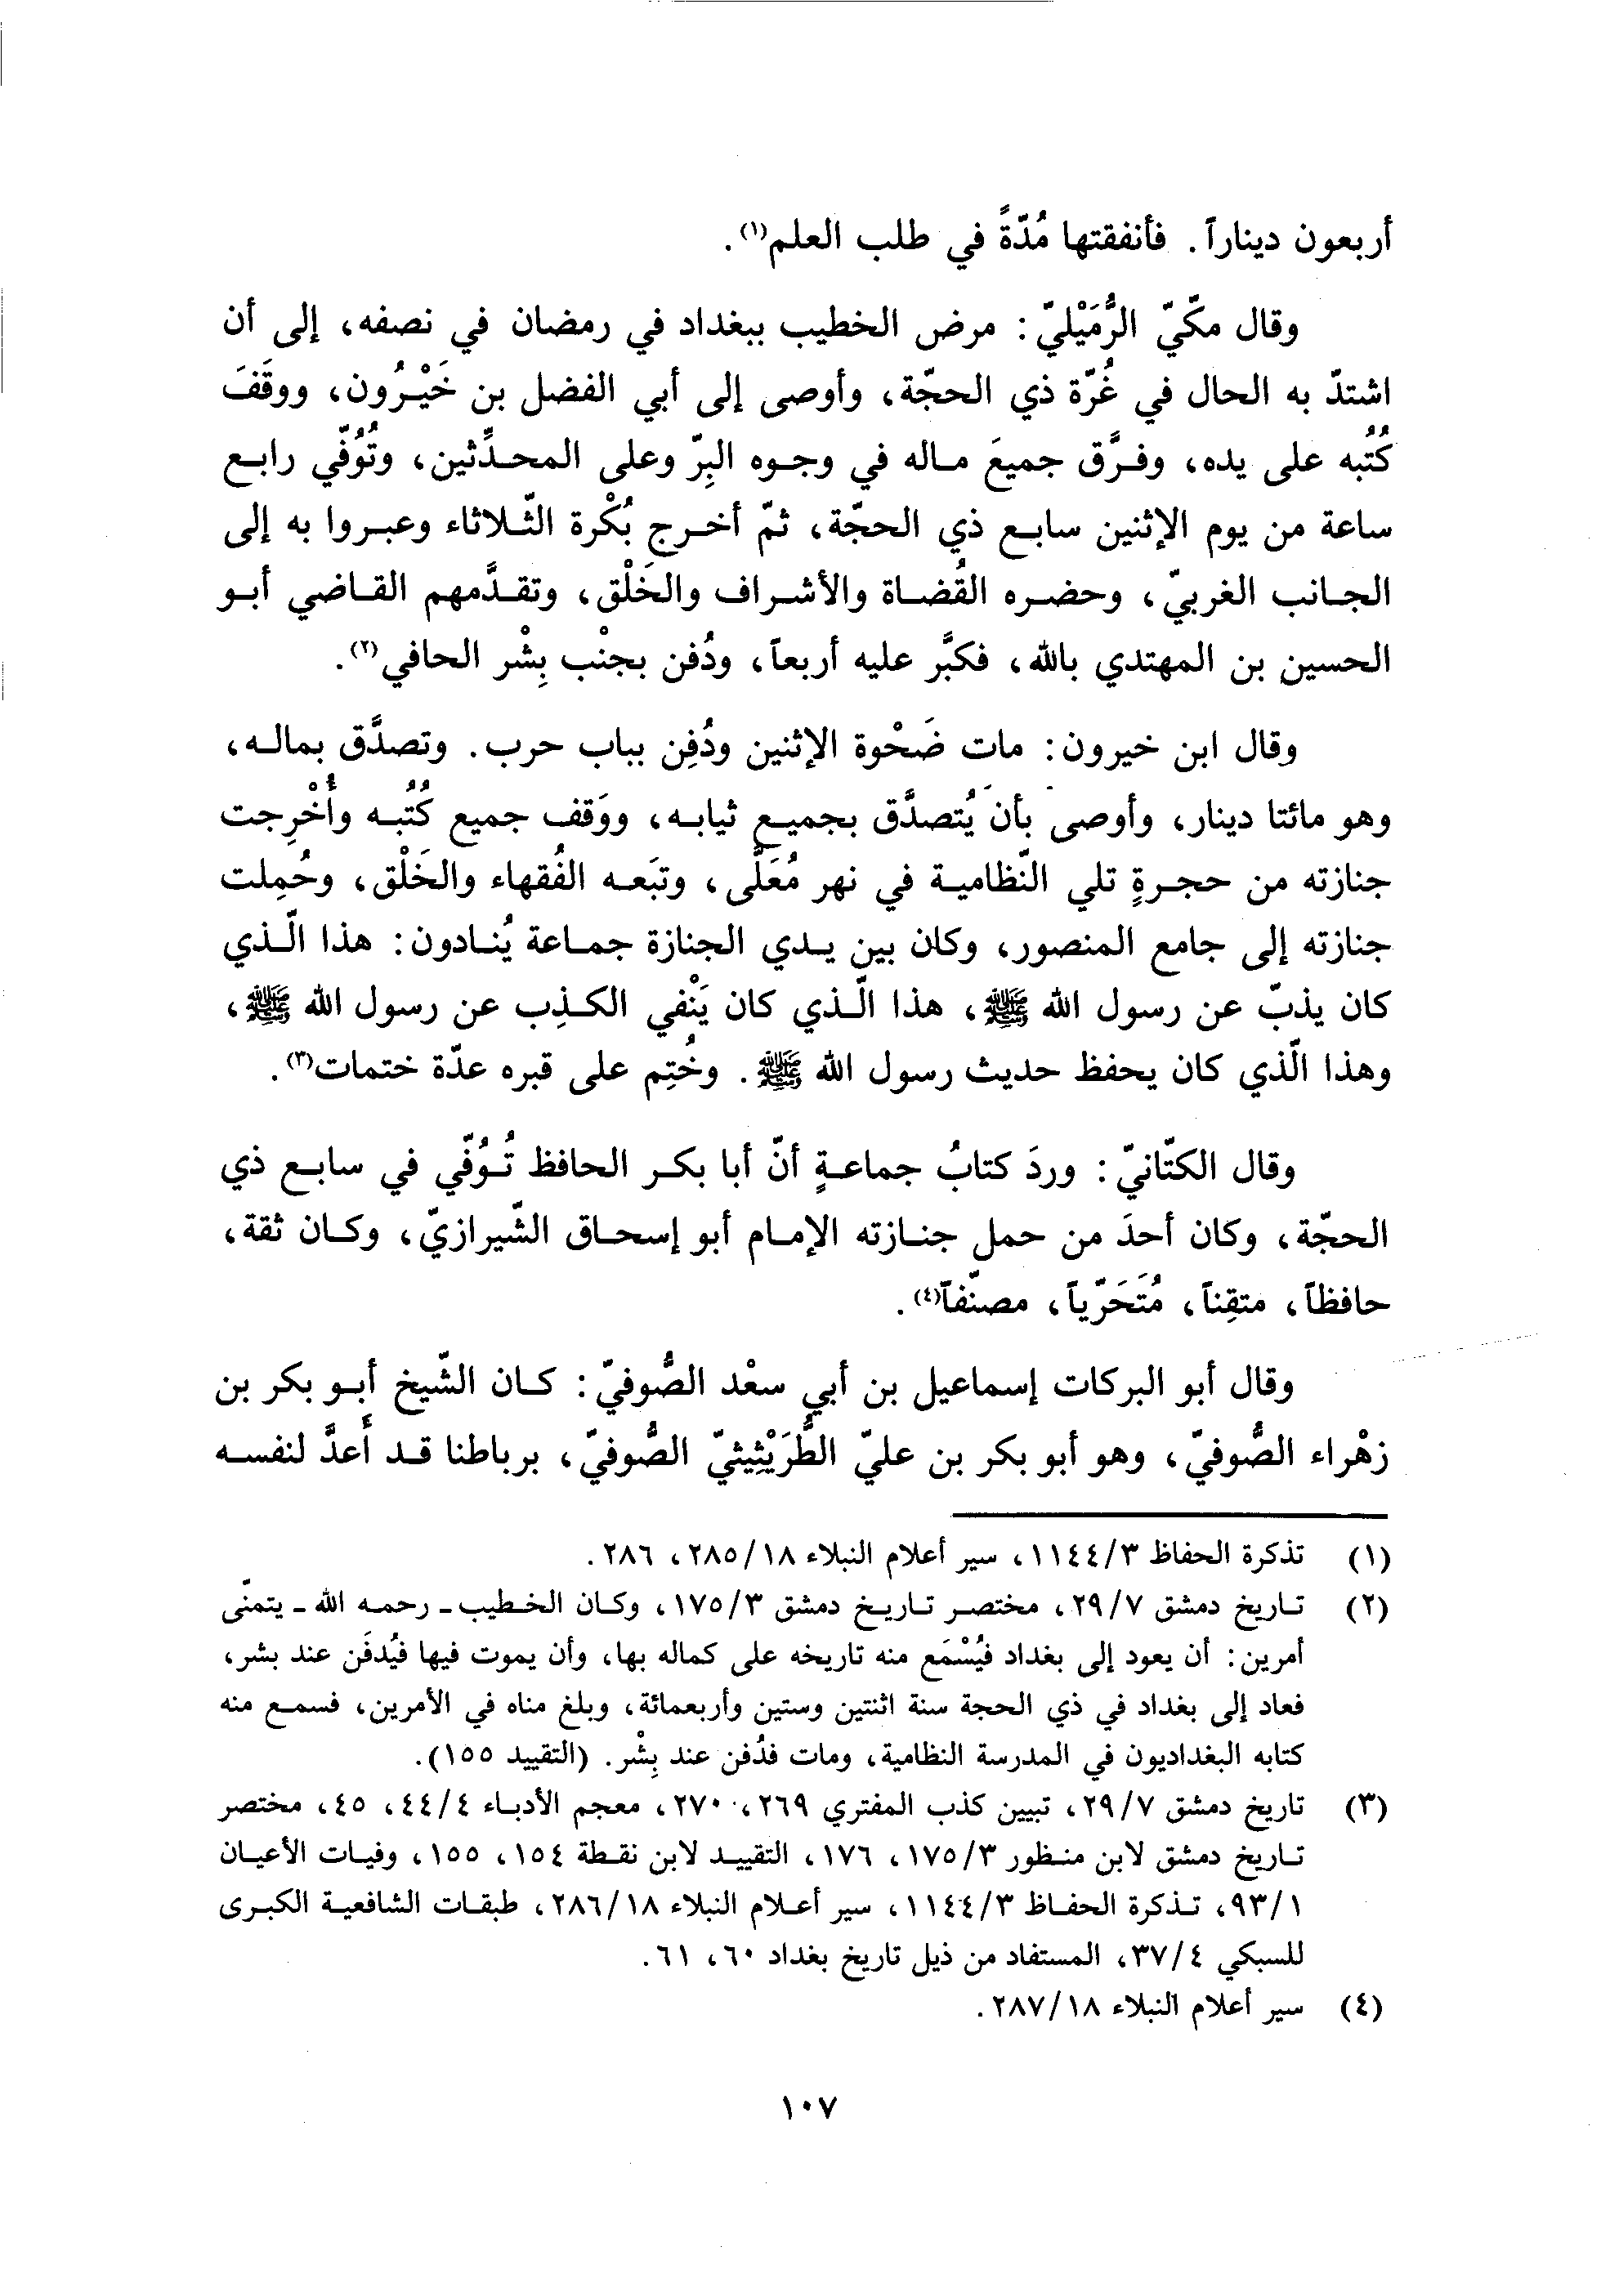 أربعون ديناراً. فأنفقتها مُدّةً في طلب العلم(١).
وقال مكّيّ الرُّمَيْليّ: مرض الخطيب ببغداد في رمضان في نصفه، إلى أن
اشتدّ به الحال في غُرّة ذي الحجّة، وأوصى إلى أبي الفضل بن خَيْرُون، ووقَفَ
كُتُبه على يده، وفرَّق جميعَ ماله في وجوه البِرّ وعلى المحدِّثين، وتُوُفّي رابع
ساعة من يوم الإثنين سابع ذي الحجّة، ثمّ أخرج بُكْرة الثّلاثاء وعبروا به إلى
الجانب الغربيّ، وحضره القُضاة والأشراف والخَلْق، وتقدَّمهم القاضي أبو
الحسين بن المهتدي بالله، فكبَّر عليه أربعاً، ودُفن بجنْب بِشْر الحافي(٢).
وقال ابن خيرون: مات ضَحْوة الإثنين ودُفِن بباب حرب. وتصدَّق بماله،
وهو مائتا دينار، وأوصى بأن يُتصدَّق بجميع ثيابه، ووَقف جميع كُتُبه وأُخْرِجت
جنازته من حجرةٍ تلي النّظامية في نهر مُعَلَّى، وتبَعه الفُقهاء والخَلْق، وحُمِلت
جنازته إلى جامع المنصور، وكان بين يدي الجنازة جماعة يُنادون: هذا الّذي
كان يذبّ عن رسول الله ﷺ، هذا الّذي كان يَنْفي الكذِب عن رسول الله ﷺ،
وهذا الّذي كان يحفظ حديث رسول الله ﷺ. وخُتِم على قبره عدّة ختمات(٣).
وقال الكتّانيّ: وردَ كتابُ جماعةٍ أنّ أبا بكر الحافظ تُوُفّي في سابع ذي
الحجّة، وكان أحدَ من حمل جنازته الإمام أبو إسحاق الشّيرازيّ، وكان ثقة،
حافظاً، متقِناً، مُتَحَرّياً، مصنّفاً(٤).
وقال أبو البركات إسماعيل بن أبي سعْد الصُّوفيّ: كان الشّيخ أبو بكر بن
زهْراء الصُّوفيّ، وهو أبو بكر بن عليّ الطُّرَيْثِيثيّ الصُّوفيّ، برباطنا قد أَعدَّ لنفسه
(١) تذكرة الحفاظ ١١٤٤/٣، سير أعلام النبلاء ٢٨٥/١٨، ٢٨٦.
(٢) تاريخ دمشق ٢٩/٧، مختصر تاريخ دمشق ١٧٥/٣، وكان الخطيب ـ رحمه الله ـ يتمنّى
أمرين: أن يعود إلى بغداد فيُسْمَع منه تاريخه على كماله بها، وأن يموت فيها فيُدفَن عند بشر،
فعاد إلى بغداد في ذي الحجة سنة اثنتين وستين وأربعمائة، وبلغ مناه في الأمرين، فسمع منه
كتابه البغداديون في المدرسة النظامية، ومات فدُفن عند بِشْر. (التقييد ١٥٥).
(٣) تاريخ دمشق ٢٩/٧، تبيين كذب المفتري ٢٦٩، ٢٧٠، معجم الأدباء ٤٤/٤، ٤٥، مختصر
تاريخ دمشق لابن منظور ١٧٥/٣، ١٧٦، التقييد لابن نقطة ١٥٤، ١٥٥، وفيات الأعيان
٩٣/١، تذكرة الحفاظ ١١٤٤/٣، سير أعلام النبلاء ٢٨٦/١٨، طبقات الشافعية الكبرى
للسبكي ٣٧/٤، المستفاد من ذيل تاريخ بغداد ٦٠، ٦١.
(٤) سير أعلام النبلاء ٢٨٧/١٨.
١٠٧